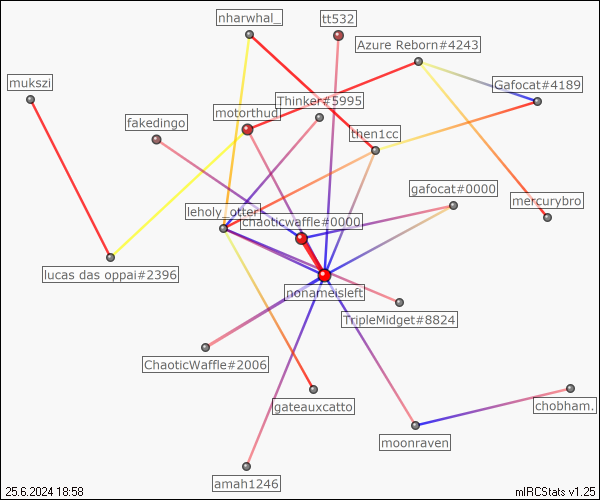 nharwhal_
tt532
Azure Reborn#4243
mukszi
Gafocat#4189
Thinker#5995
motorthud
fakedingo
then1cc
gafocat#0000
mercurybro
leholy_otter
Chaoticwaffle#0000
lucas das oppai#2396
nonameisleft
TripleMidget#8824
ChaoticWaffle#2006
gateauxcatto
chobham.
moonraven
amah1246
25.6.2024 18:58
mIRCStats v1.25